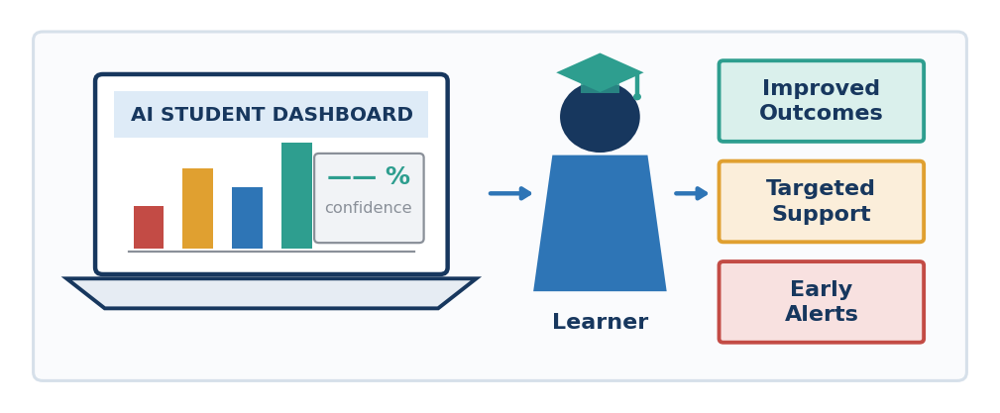 AI STUDENT DASHBOARD
—— %
confidence
Learner
Improved
Outcomes
Targeted
Support
Early
Alerts